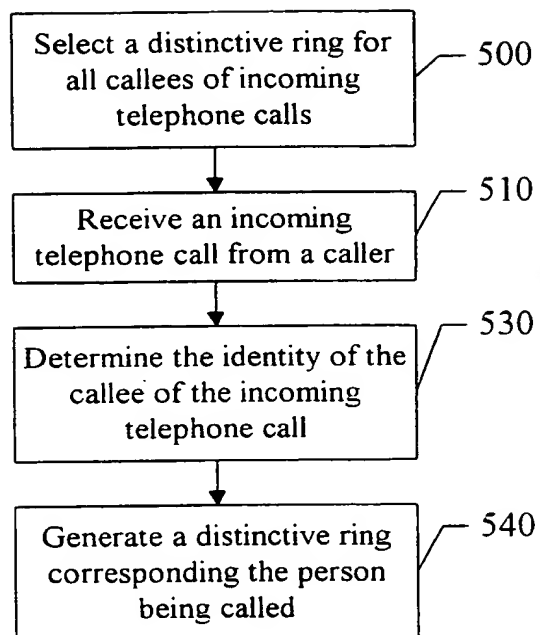 Select a distinctive ring for
all callees of incoming
telephone calls
500
Receive an incoming
telephone call from a caller
510
Determine the identity of the
callee of the incoming
telephone call
530
Generate a distinctive ring
corresponding the person
being called
540